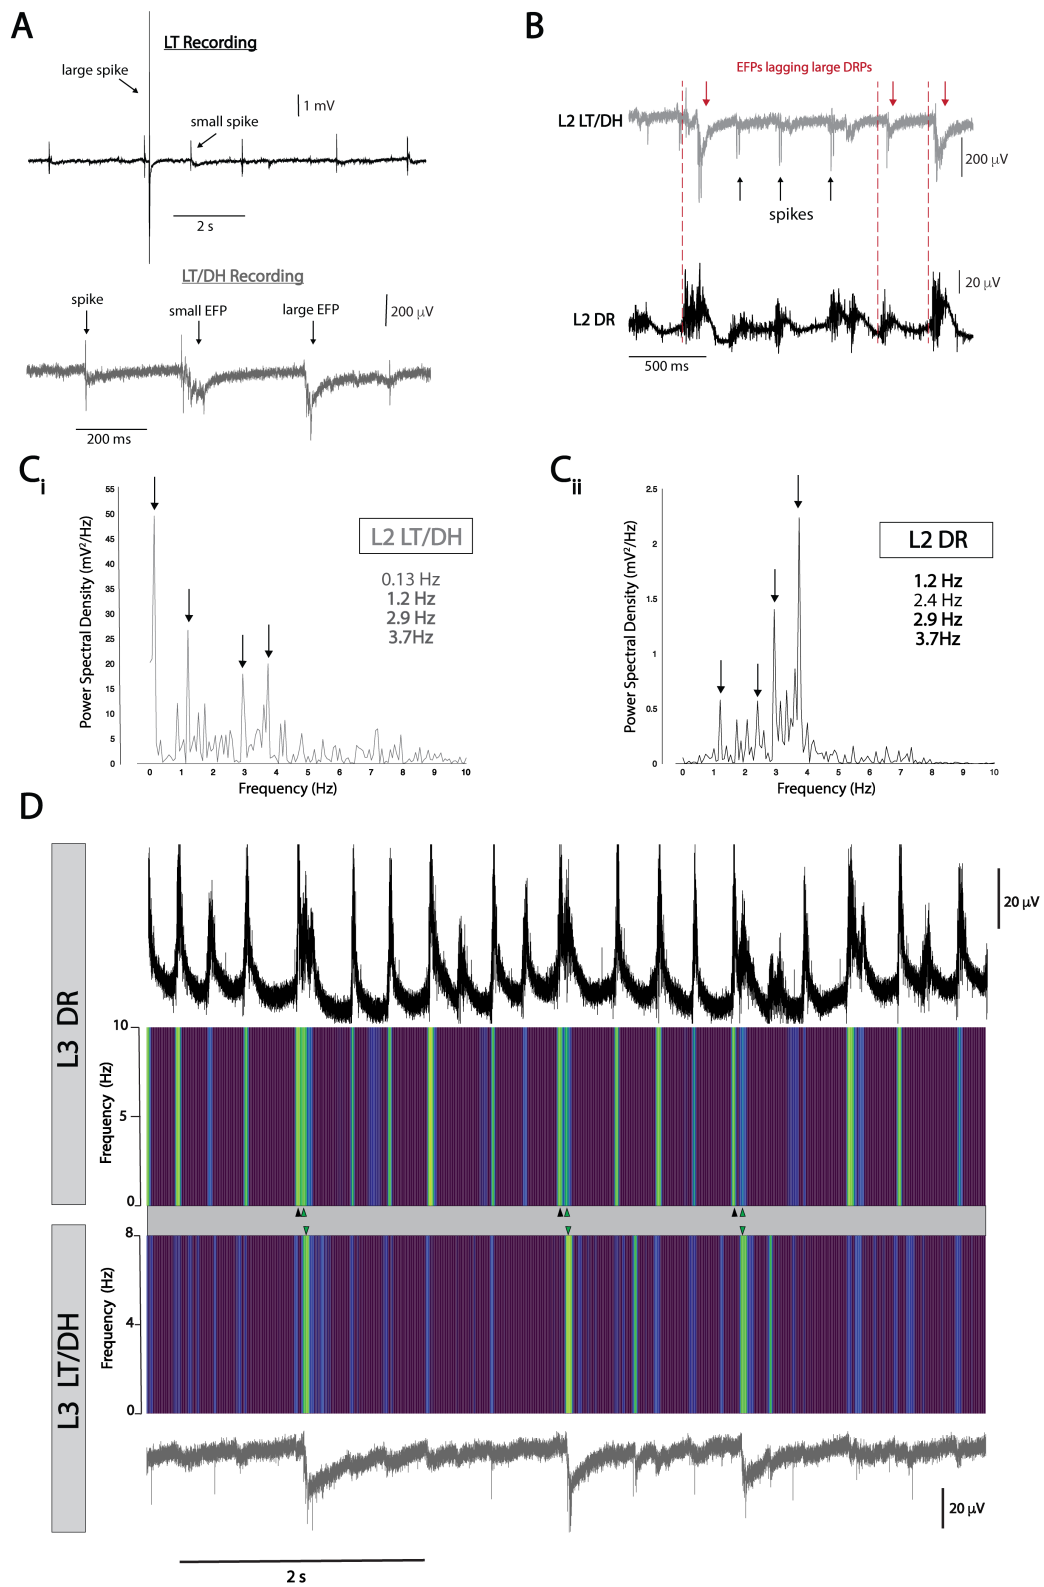 A
LT Recording
large spike
1 mV
small spike
2 s
LT/DH Recording
spike
small EFP
large EFP
200 µV
200 ms
B
EFPs lagging large DRPs
L2 LT/DH
200 µV
spikes
20 µV
L2 DR
500 ms
Ci
Power Spectral Density (mV²/Hz)
55
50
45
40
35
30
25
20
15
10
5
0
L2 LT/DH
0.13 Hz
1.2 Hz
2.9 Hz
3.7Hz
0 1 2 3 4 5 6 7 8 9 10
Frequency (Hz)
Cii
Power Spectral Density (mV²/Hz)
2.5
2
1.5
1
0.5
0
L2 DR
1.2 Hz
2.4 Hz
2.9 Hz
3.7Hz
0 1 2 3 4 5 6 7 8 9 10
Frequency (Hz)
D
L3 DR
20 µV
Frequency (Hz)
10
5
0
L3 LT/DH
Frequency (Hz)
8
4
0
20 µV
2 s